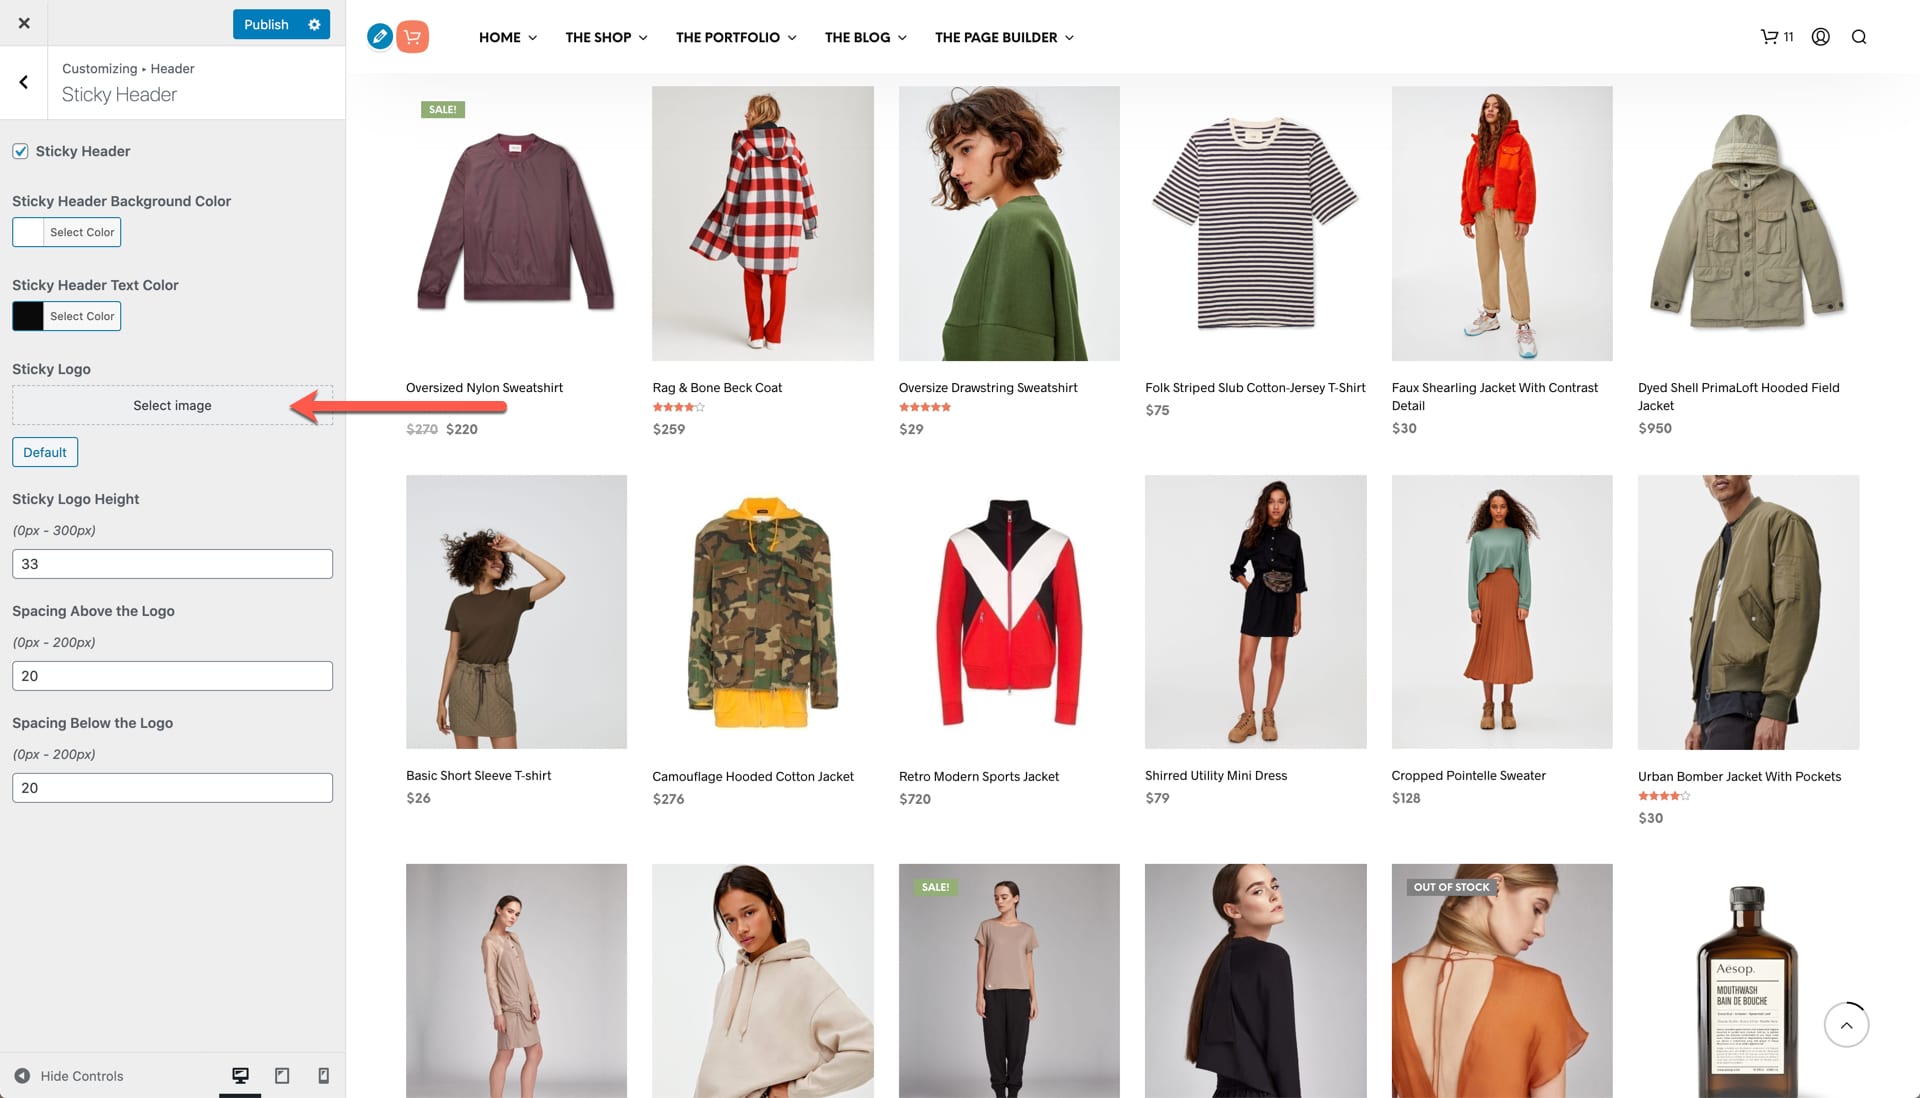 Publish
Customizing ▸ Header
Sticky Header
Sticky Header
Sticky Header Background Color
Select Color
Sticky Header Text Color
Select Color
Sticky Logo
Select image
Default
Sticky Logo Height
(0px - 300px)
33
Spacing Above the Logo
(0px - 200px)
20
Spacing Below the Logo
(0px - 200px)
20
Hide Controls
HOME
THE SHOP
THE PORTFOLIO
THE BLOG
THE PAGE BUILDER
11
SALE!
Oversized Nylon Sweatshirt
$270 $220
Rag & Bone Beck Coat
$259
Oversize Drawstring Sweatshirt
$29
Folk Striped Slub Cotton-Jersey T-Shirt
$75
Faux Shearling Jacket With Contrast
Detail
$30
Dyed Shell PrimaLoft Hooded Field
Jacket
$950
Basic Short Sleeve T-shirt
$26
Camouflage Hooded Cotton Jacket
$276
Retro Modern Sports Jacket
$720
Shirred Utility Mini Dress
$79
Cropped Pointelle Sweater
$128
Urban Bomber Jacket With Pockets
$30
SALE!
OUT OF STOCK
Aēsop.
MOUTHWASH
BAIN DE BOUCHE